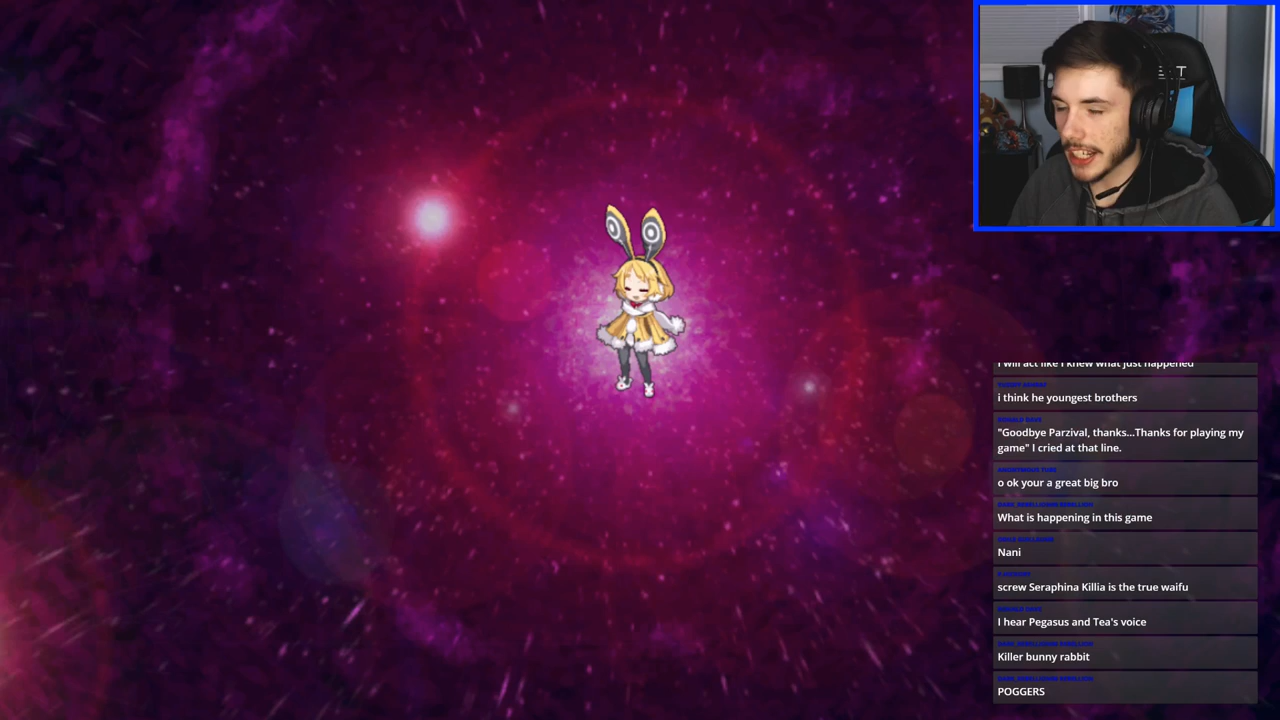 I will act like I knew what just happened
i think he youngest brothers
"Goodbye Parzival, thanks...Thanks for playing my
game" I cried at that line.
ANONYMOUS TUBE
o ok your a great big bro
What is happening in this game
Nani
screw Seraphina Killia is the true waifu
I hear Pegasus and Tea's voice
Killer bunny rabbit
POGGERS